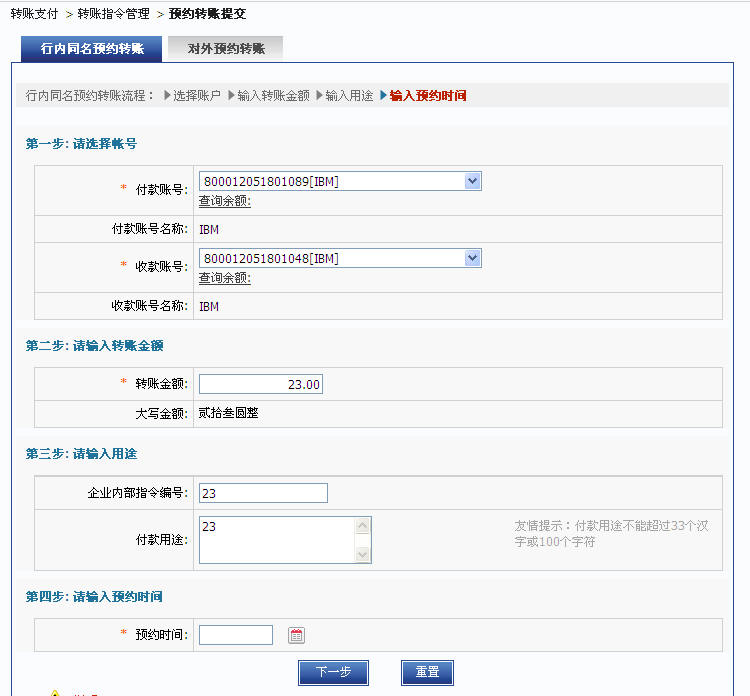 转账支付 > 转账指令管理 > 预约转账提交
行内同名预约转账 对外预约转账
行内同名预约转账流程： 选择账户 输入转账金额 输入用途 输入预约时间
第一步: 请选择帐号
* 付款账号: 800012051801089[IBM]
查询余额:
付款账号名称: IBM
* 收款账号: 800012051801048[IBM]
查询余额:
收款账号名称: IBM
第二步: 请输入转账金额
* 转账金额: 23.00
大写金额: 贰拾叁圆整
第三步: 请输入用途
企业内部指令编号: 23
付款用途: 23
友情提示：付款用途不能超过33个汉
字或100个字符
第四步: 请输入预约时间
* 预约时间:
下一步 重置